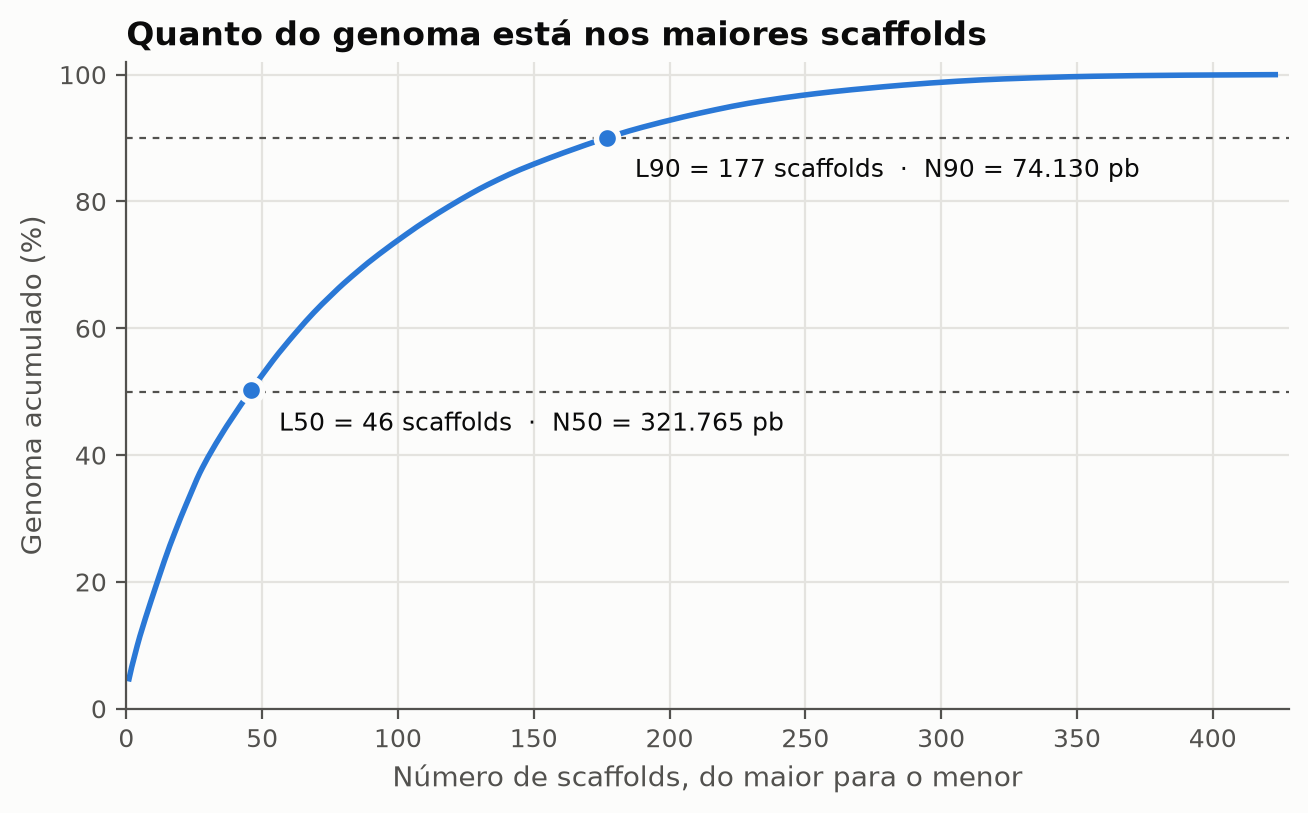 Quanto do genoma está nos maiores scaffolds
100
80
60
40
20
0
Genoma acumulado (%)
L90 = 177 scaffolds · N90 = 74.130 pb
L50 = 46 scaffolds · N50 = 321.765 pb
0 50 100 150 200 250 300 350 400
Número de scaffolds, do maior para o menor